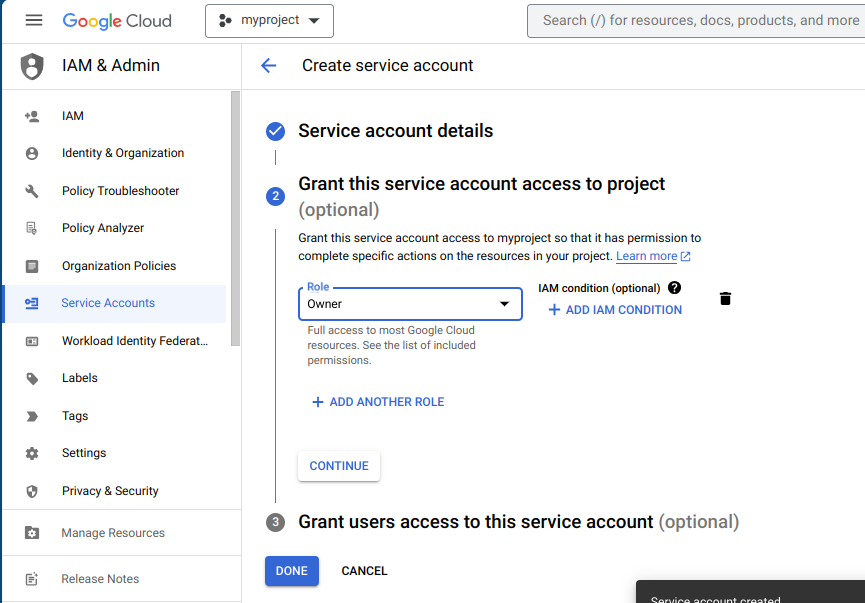 Google Cloud
myproject
Search (/) for resources, docs, products, and more
IAM & Admin
Create service account
IAM
Identity & Organization
Policy Troubleshooter
Policy Analyzer
Organization Policies
Service Accounts
Workload Identity Federat...
Labels
Tags
Settings
Privacy & Security
Manage Resources
Release Notes
Service account details
2
Grant this service account access to project
(optional)
Grant this service account access to myproject so that it has permission to
complete specific actions on the resources in your project. Learn more
Role
Owner
IAM condition (optional) ?
+ ADD IAM CONDITION
Full access to most Google Cloud
resources. See the list of included
permissions.
+ ADD ANOTHER ROLE
CONTINUE
3 Grant users access to this service account (optional)
DONE CANCEL
Service account created